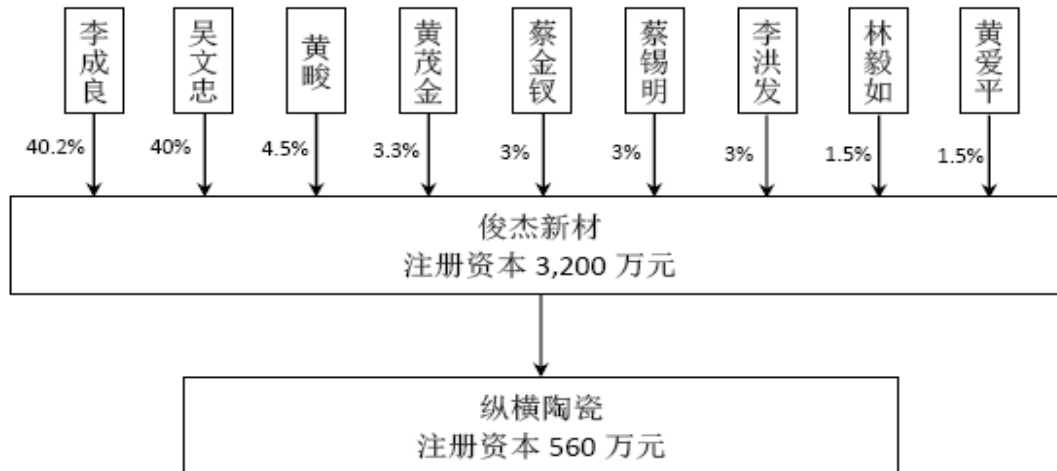 李成良
吴文忠
黄畯
黄茂金
蔡金钗
蔡锡明
李洪发
林毅如
黄爱平
40.2%
40%
4.5%
3.3%
3%
3%
3%
1.5%
1.5%
俊杰新材
注册资本 3,200 万元
纵横陶瓷
注册资本 560 万元